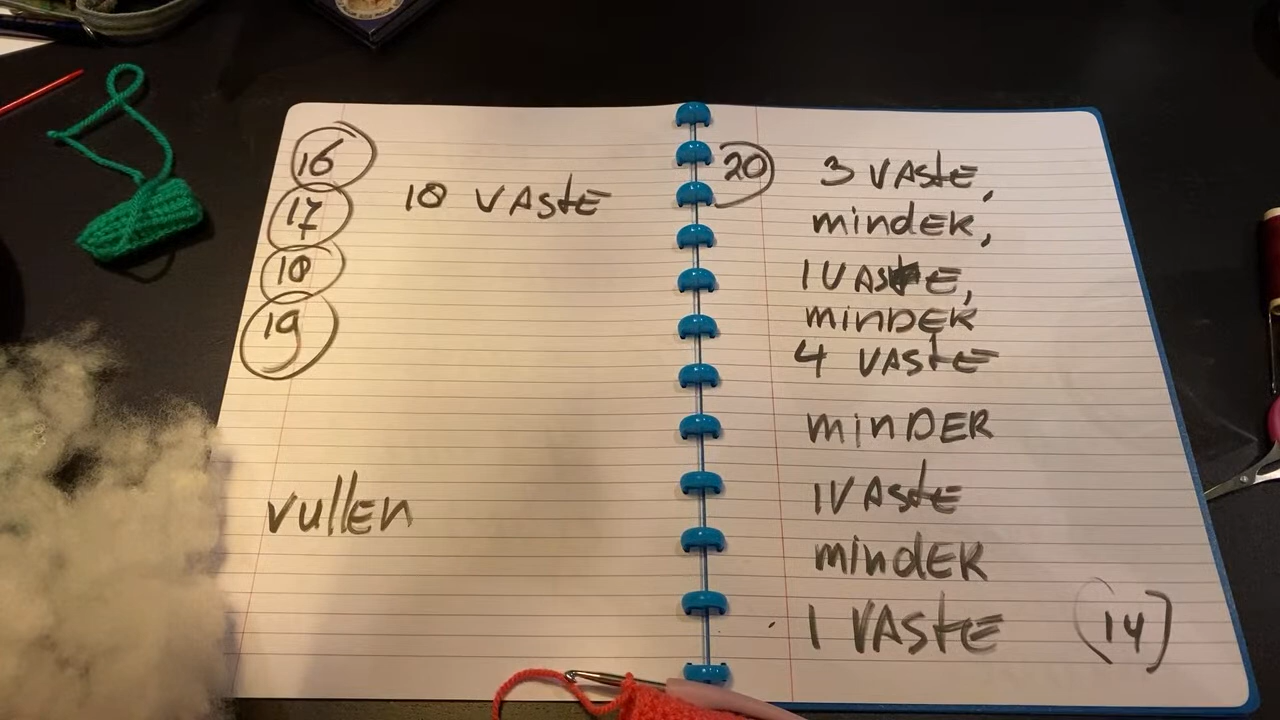 16
17
18
19
18 VASTE
vullEn
20
3 VASTE,
mindER,
1 VASTE,
minDER
4 VASTE
minDER
1 VASTE
mindER
1 VASTE (14)